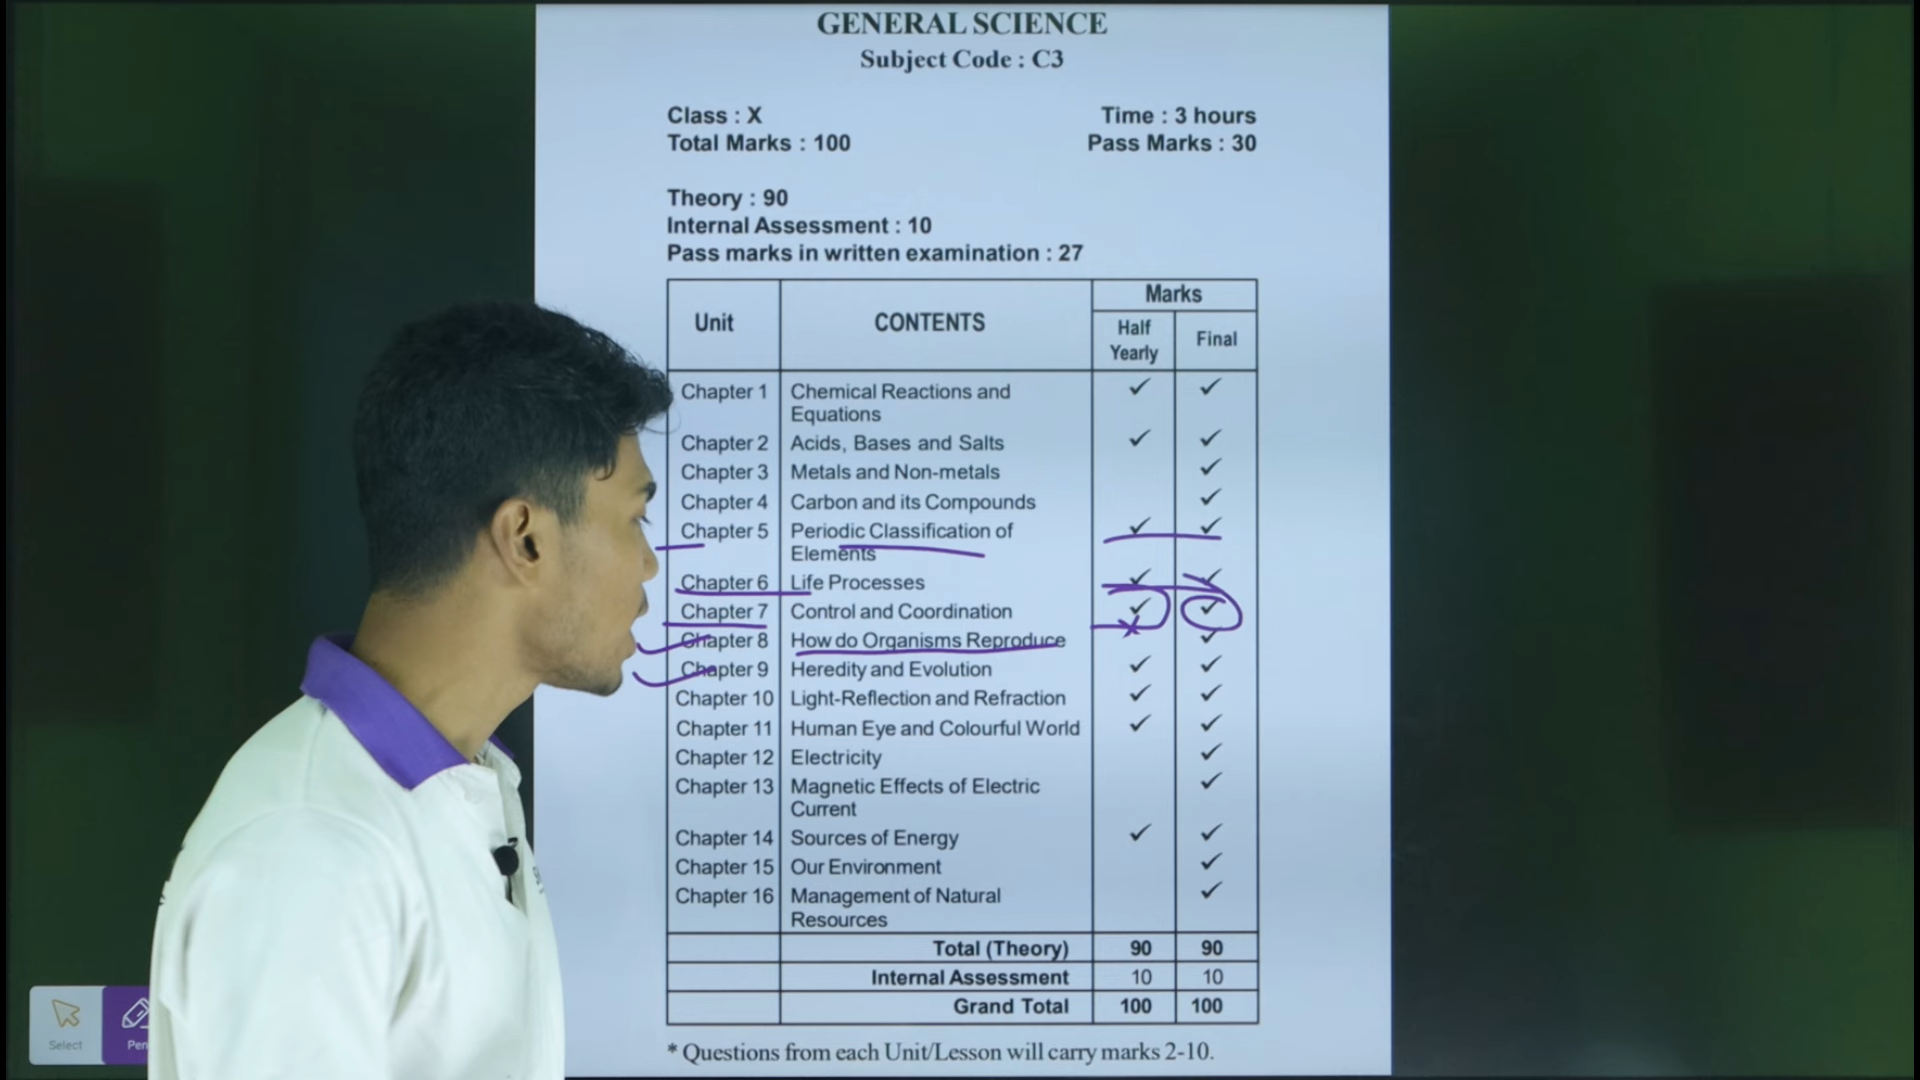 GENERAL SCIENCE
Subject Code : C3
Class : X
Time : 3 hours
Total Marks : 100
Pass Marks : 30
Theory : 90
Internal Assessment : 10
Pass marks in written examination : 27
Unit
CONTENTS
Marks
Half
Yearly
Final
Chapter 1 Chemical Reactions and ✓ ✓
Equations
Chapter 2 Acids, Bases and Salts ✓ ✓
Chapter 3 Metals and Non-metals ✓
Chapter 4 Carbon and its Compounds ✓
Chapter 5 Periodic Classification of ✓ ✓
Elements
Chapter 6 Life Processes ✓ ✓
Chapter 7 Control and Coordination ✓ ✓
Chapter 8 How do Organisms Reproduce ✓
Chapter 9 Heredity and Evolution ✓ ✓
Chapter 10 Light-Reflection and Refraction ✓ ✓
Chapter 11 Human Eye and Colourful World ✓ ✓
Chapter 12 Electricity ✓
Chapter 13 Magnetic Effects of Electric ✓
Current
Chapter 14 Sources of Energy ✓ ✓
Chapter 15 Our Environment ✓
Chapter 16 Management of Natural ✓
Resources
Total (Theory) 90 90
Internal Assessment 10 10
Grand Total 100 100
* Questions from each Unit/Lesson will carry marks 2-10.
Select
Pen